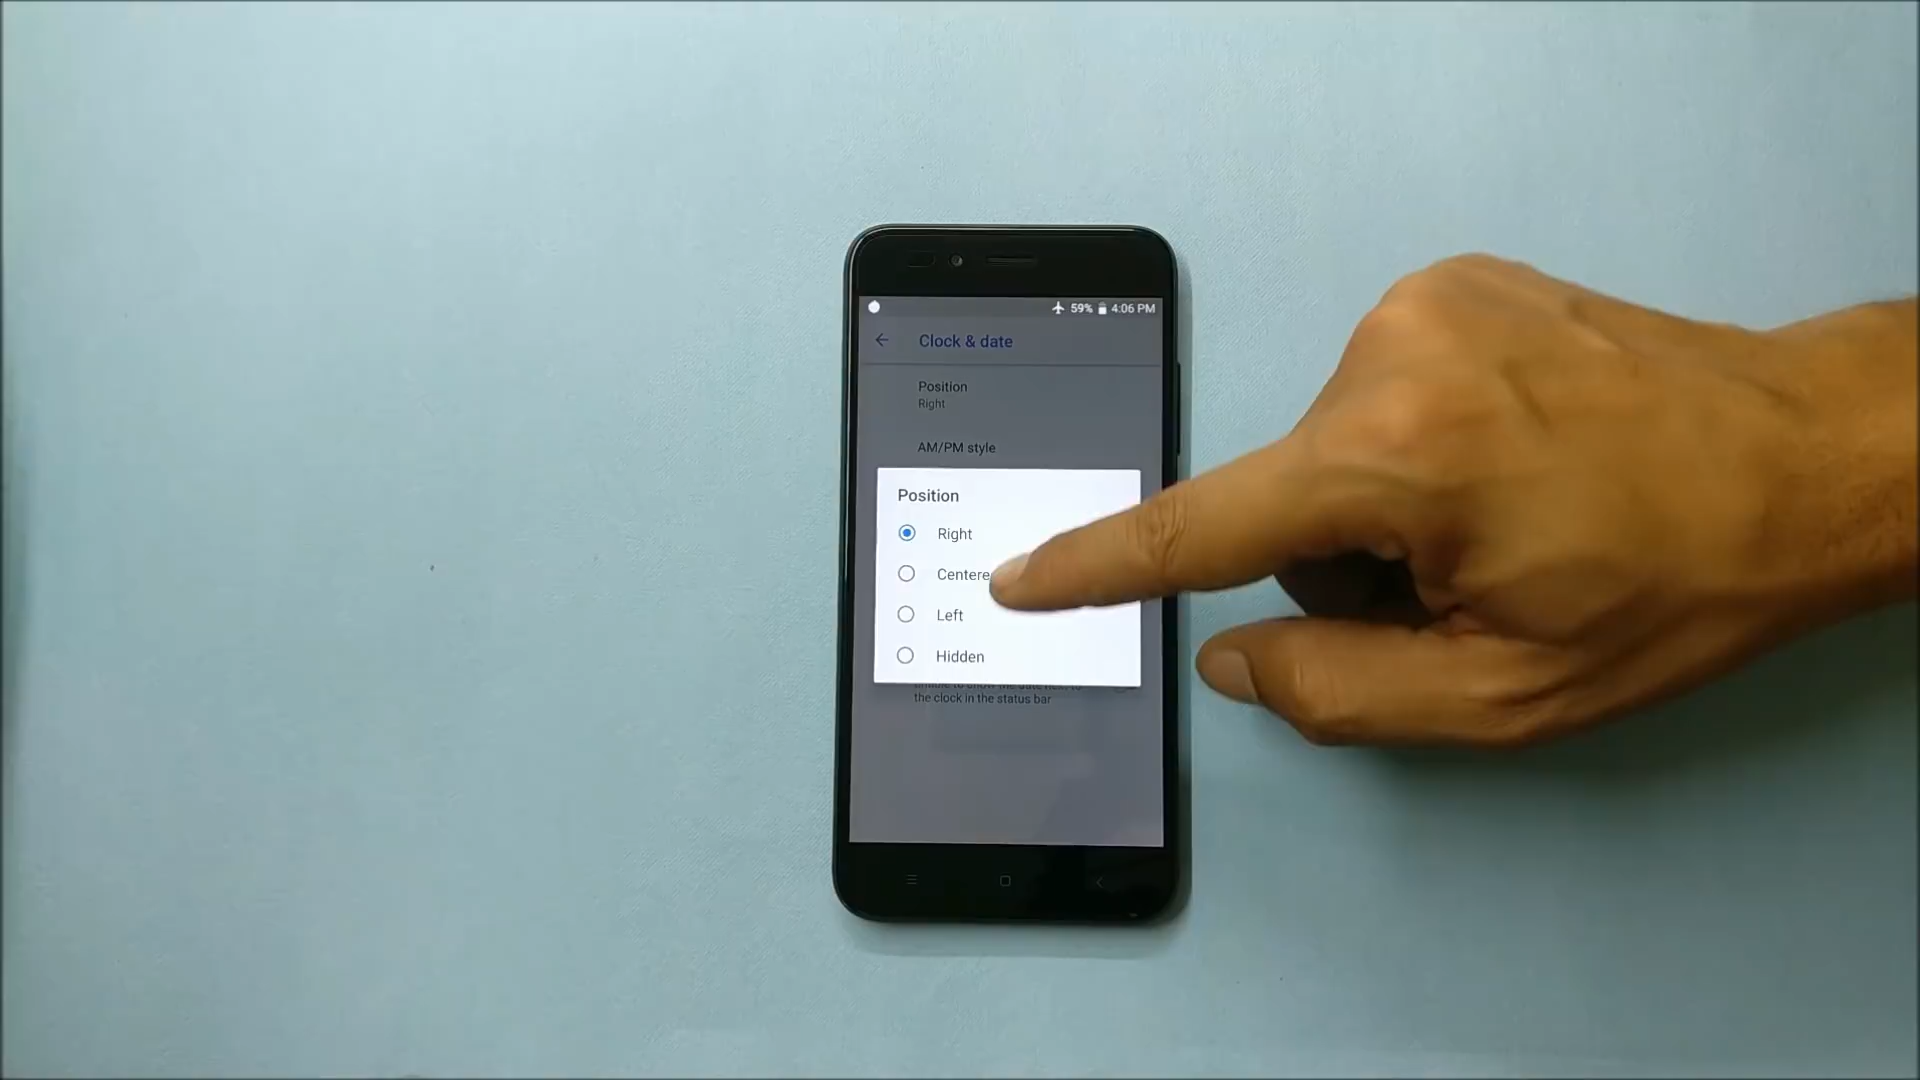 59% 4:06 PM
Clock & date
Position
Right
AM/PM style
Position
Right
Centere
Left
Hidden
the clock in the status bar